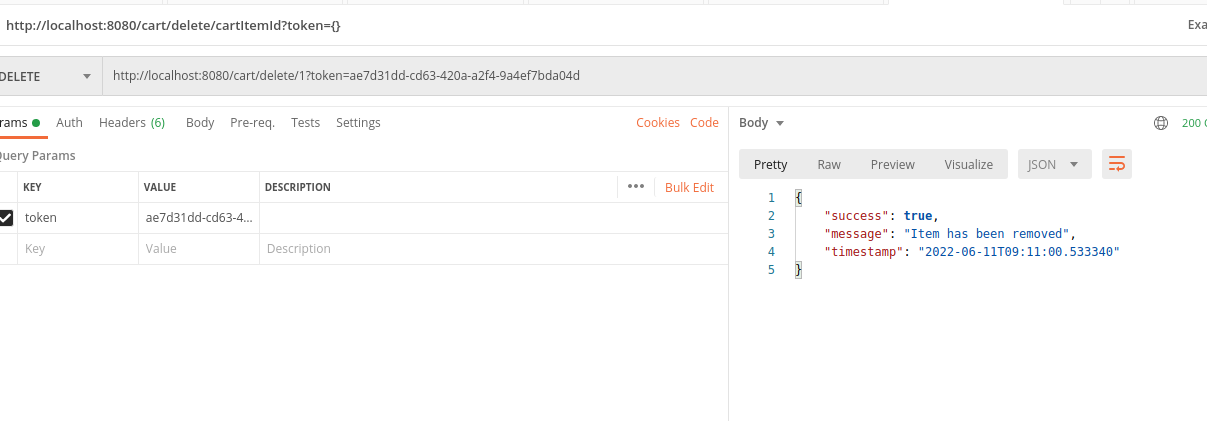 http://localhost:8080/cart/delete/cartItemId?token={}
Exa
DELETE
http://localhost:8080/cart/delete/1?token=ae7d31dd-cd63-420a-a2f4-9a4ef7bda04d
rams Auth Headers (6) Body Pre-req. Tests Settings Cookies Code
Query Params
KEY VALUE DESCRIPTION ••• Bulk Edit
token ae7d31dd-cd63-4...
Key Value Description
Body 200 O
Pretty Raw Preview Visualize JSON
1 {
2 "success": true,
3 "message": "Item has been removed",
4 "timestamp": "2022-06-11T09:11:00.533340"
5 }